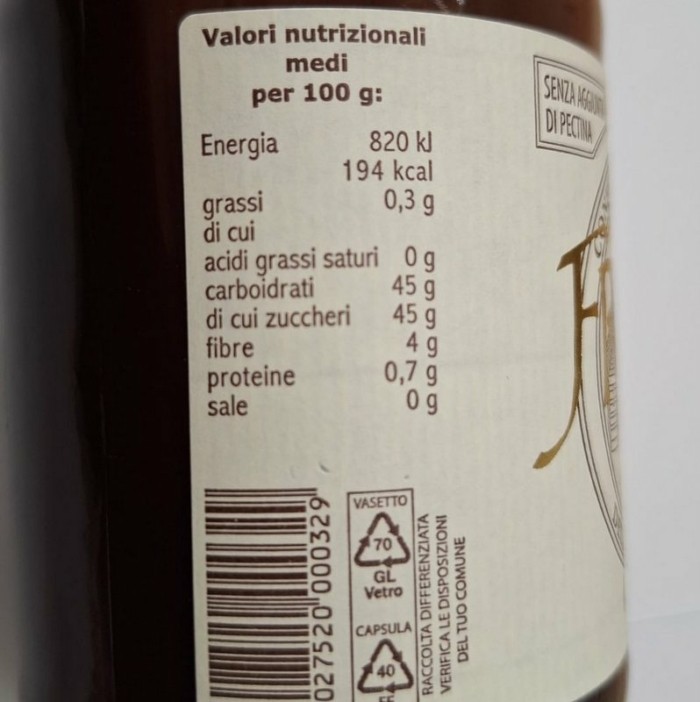 Valori nutrizionali
medi
per 100 g:
Energia 820 kJ
194 kcal
grassi 0,3 g
di cui
acidi grassi saturi 0 g
carboidrati 45 g
di cui zuccheri 45 g
fibre 4 g
proteine 0,7 g
sale 0 g
SENZA
DI PECTINA
027520 000329
VASETTO
70
GL
Vetro
CAPSULA
40
RACCOLTA DIFFERENZIATA
VERIFICA LE DISPOSIZIONI
DEL TUO COMUNE